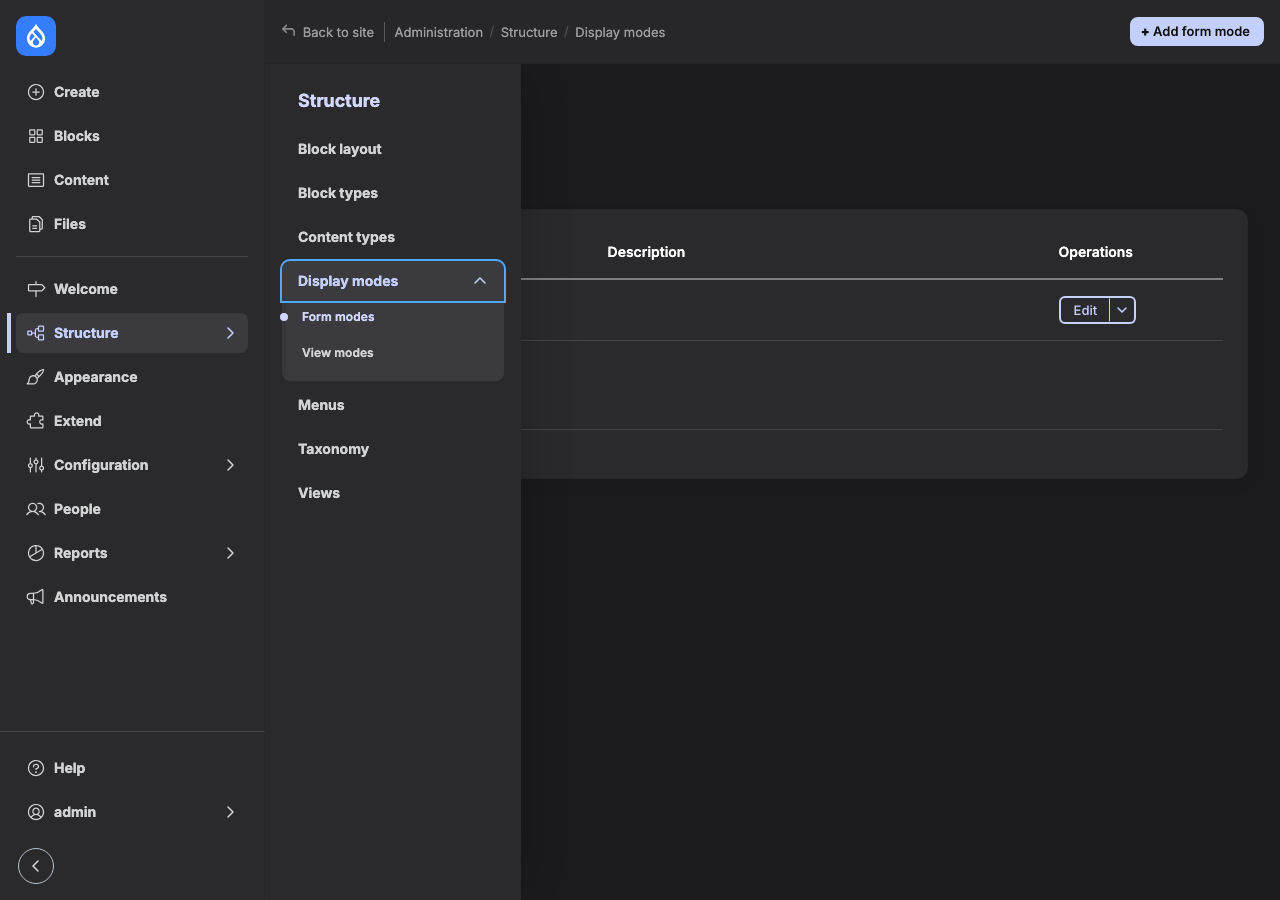 Create
Blocks
Content
Files
Welcome
Structure
Appearance
Extend
Configuration
People
Reports
Announcements
Help
admin
Back to site
Administration / Structure / Display modes
+ Add form mode
Structure
Block layout
Block types
Content types
Display modes
Form modes
View modes
Menus
Taxonomy
Views
Description
Operations
Edit